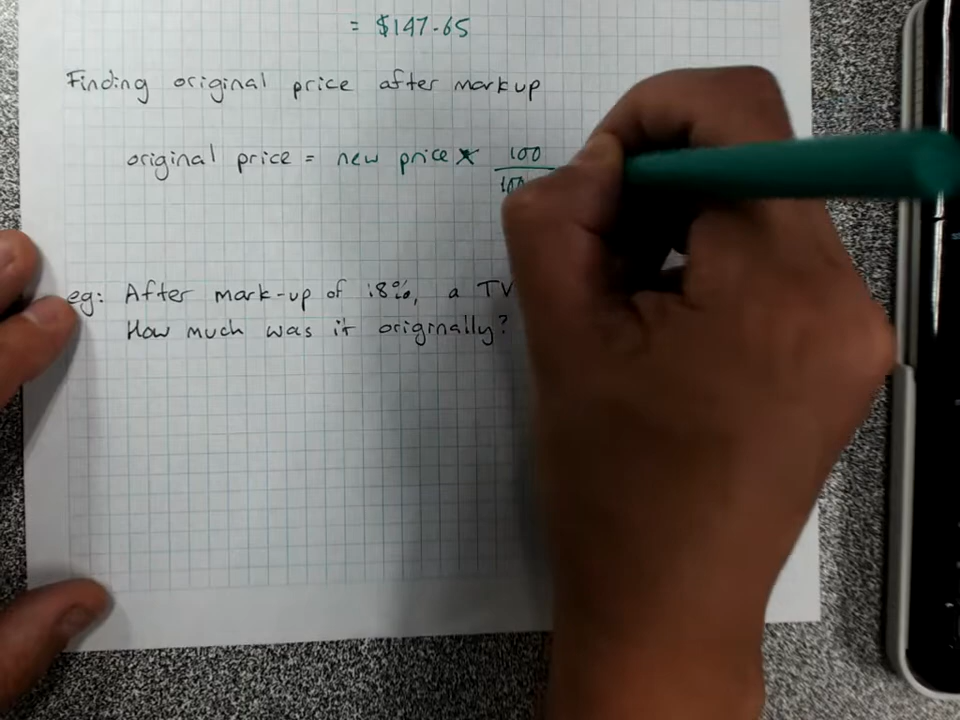 = $147.65
Finding original price after markup
original price = new price × 100
100
eg: After mark-up of 18%, a TV
How much was it originally?